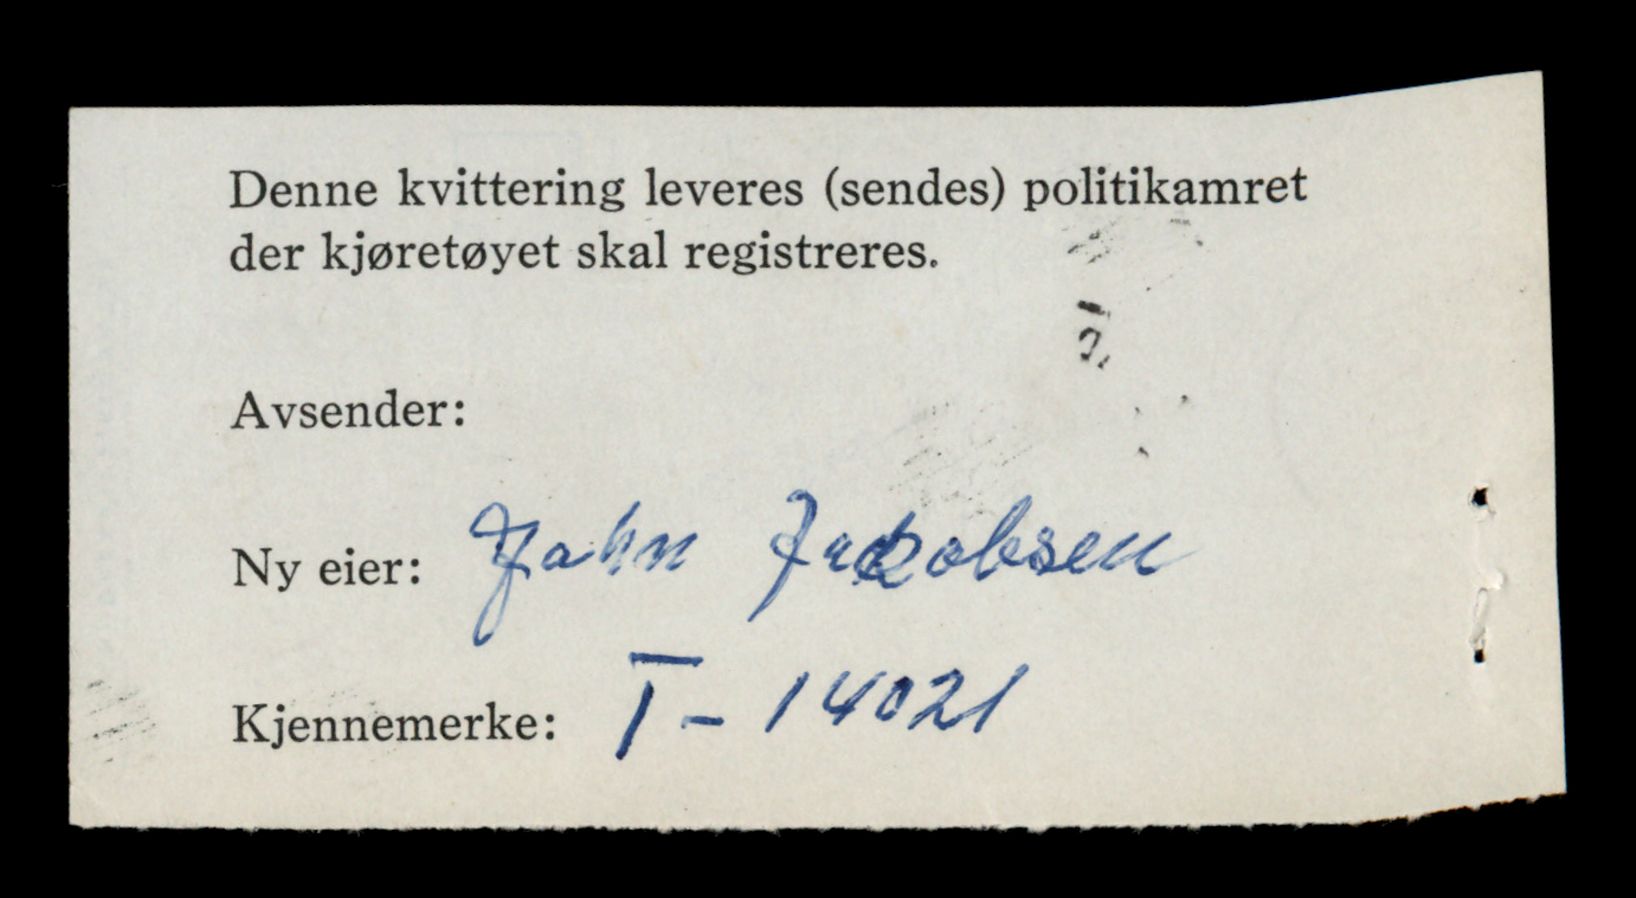 Denne kvittering leveres (sendes) politikamret
der kjøretøyet skal registreres.
Avsender:
Ny eier: John Jakobsen
Kjennemerke: T - 14021